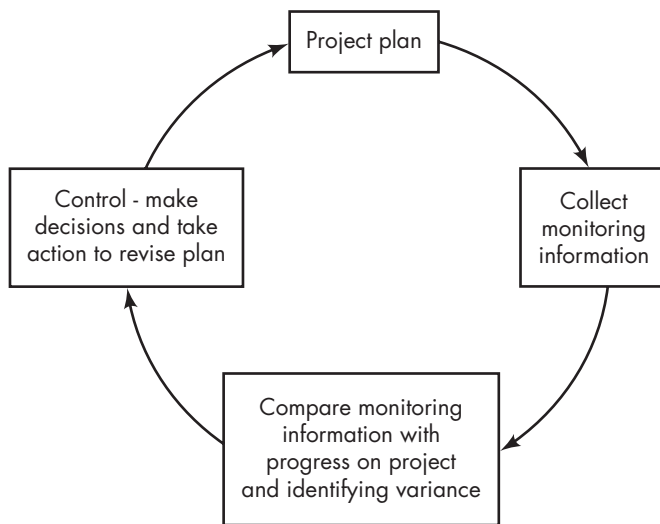 Project plan
Collect
monitoring
information
Compare monitoring
information with
progress on project
and identifying variance
Control - make
decisions and take
action to revise plan